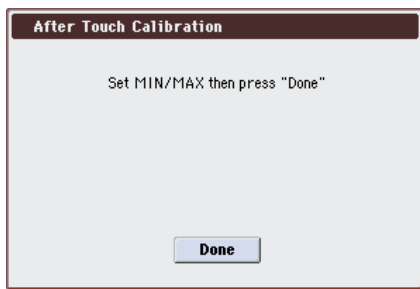 After Touch Calibration
Set MIN/MAX then press "Done"
Done